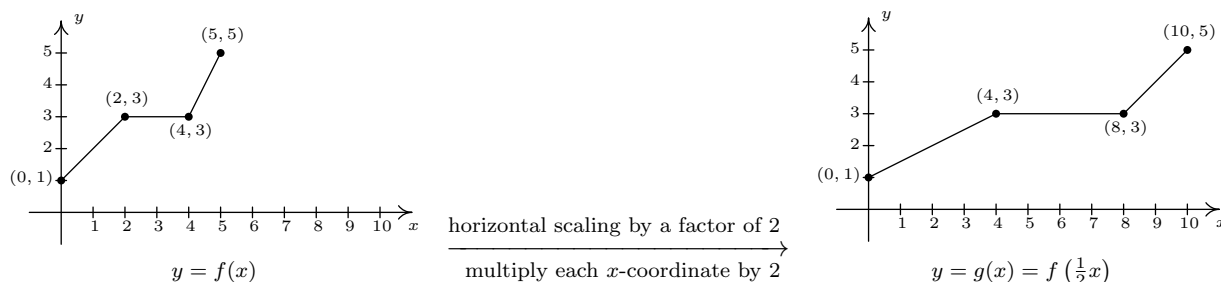 y
5
4
3
2
(0, 1)
(2, 3)
(4, 3)
(5, 5)
1 2 3 4 5 6 7 8 9 10 x
y = f(x)
horizontal scaling by a factor of 2
multiply each x-coordinate by 2
y
5
4
3
2
(0, 1)
(4, 3)
(8, 3)
(10, 5)
1 2 3 4 5 6 7 8 9 10 x
y = g(x) = f (1/2 x)